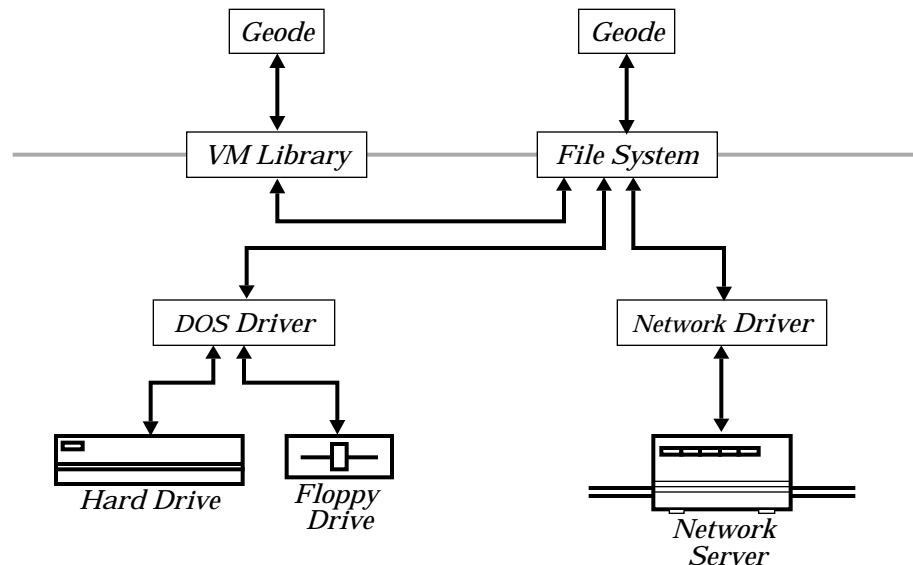 Geode
Geode
VM Library
File System
DOS Driver
Network Driver
Hard Drive
Floppy
Drive
Network
Server